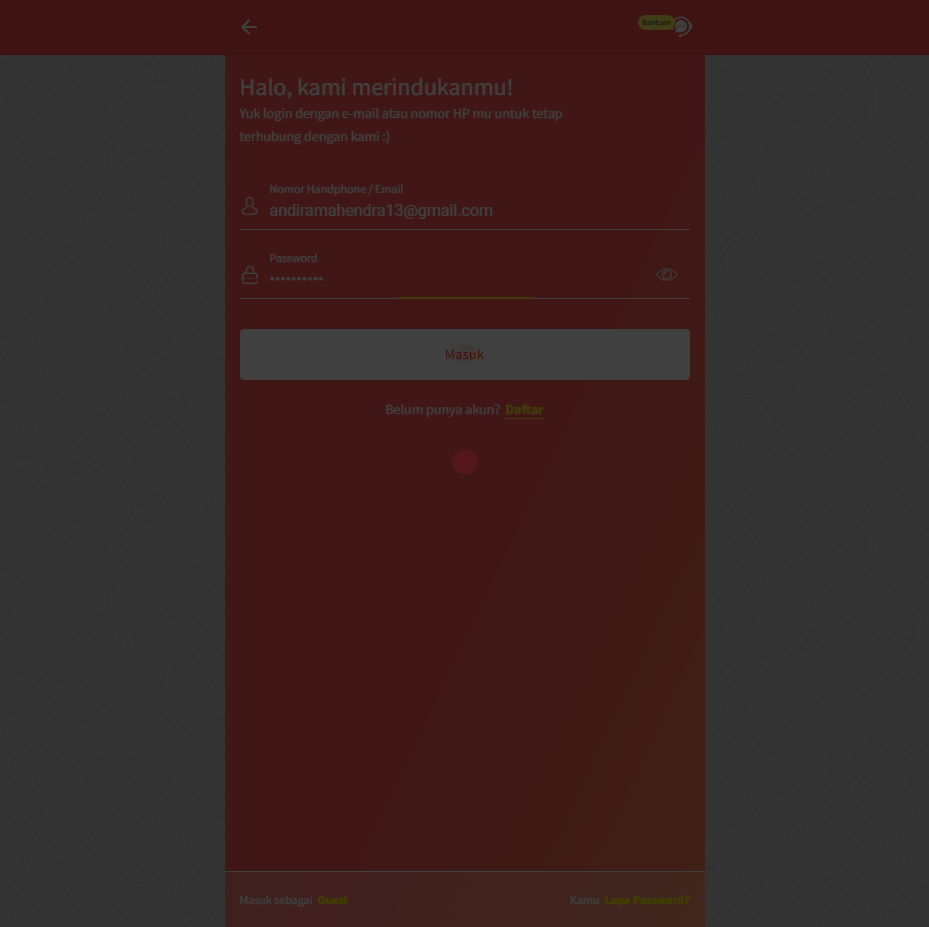 Bantuan
Halo, kami merindukanmu!
Yuk login dengan e-mail atau nomor HP mu untuk tetap
terhubung dengan kami :)
Nomor Handphone / Email
andiramahendra13@gmail.com
Password
••••••••••
Masuk
Belum punya akun? Daftar
Masuk sebagai Guest
Kamu Lupa Password?